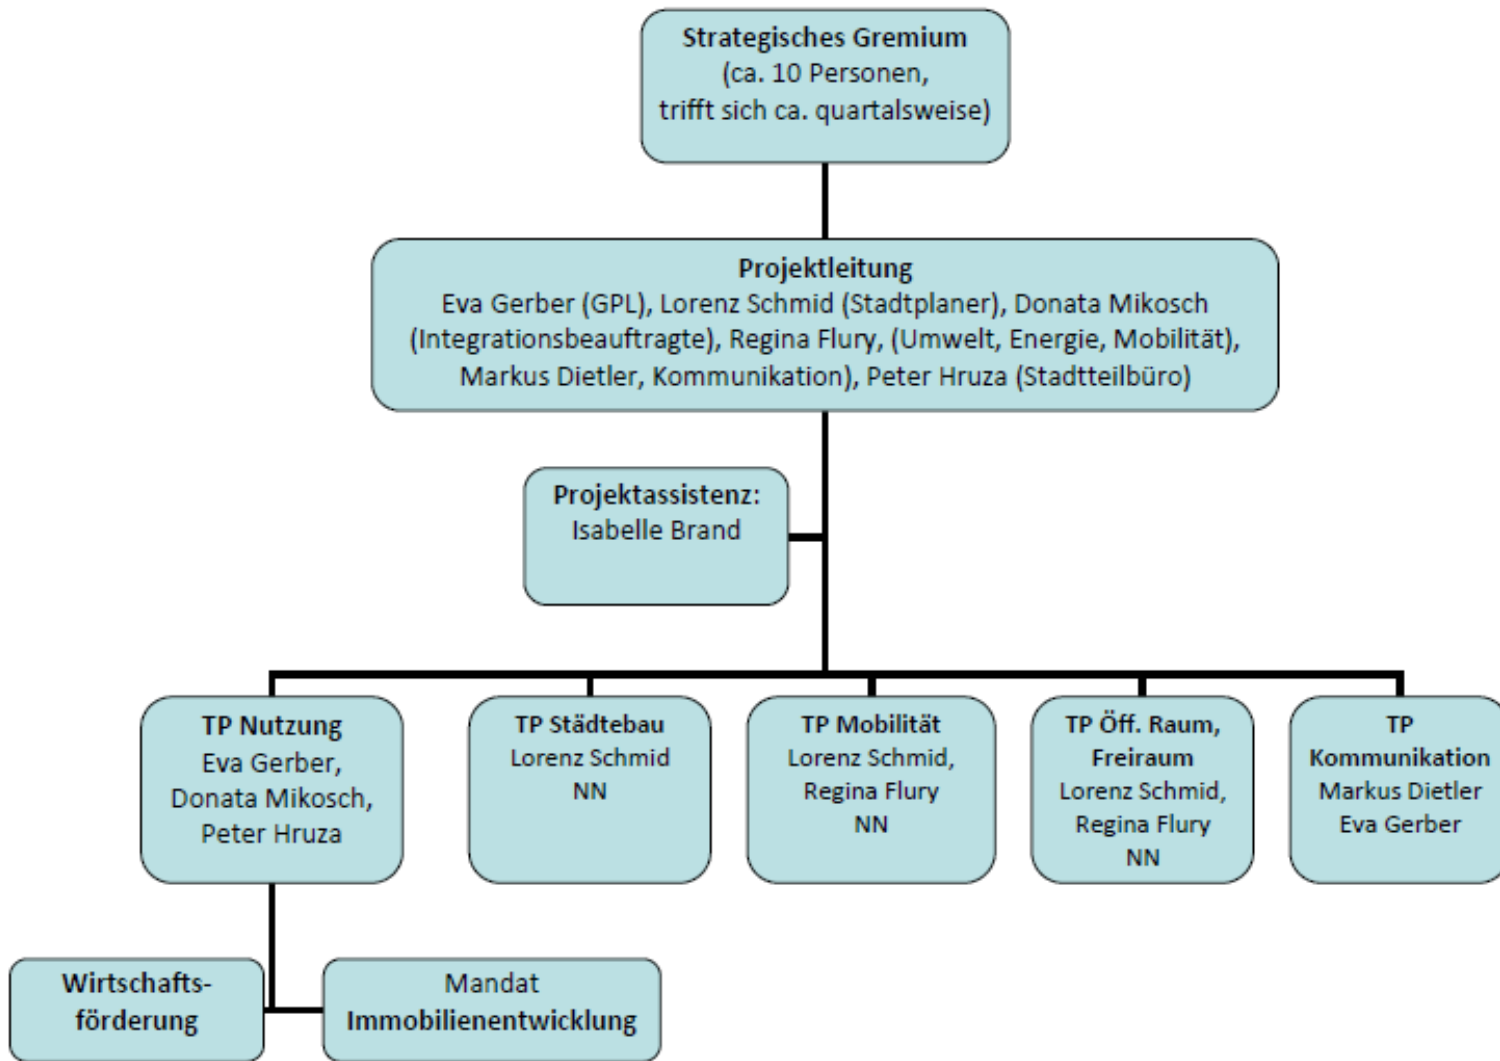 Strategisches Gremium
(ca. 10 Personen,
trifft sich ca. quartalsweise)
Projektleitung
Eva Gerber (GPL), Lorenz Schmid (Stadtplaner), Donata Mikosch
(Integrationsbeauftragte), Regina Flury, (Umwelt, Energie, Mobilität),
Markus Dietler, Kommunikation), Peter Hruza (Stadtteilbüro)
Projektassistenz:
Isabelle Brand
TP Nutzung
Eva Gerber,
Donata Mikosch,
Peter Hruza
TP Städtebau
Lorenz Schmid
NN
TP Mobilität
Lorenz Schmid,
Regina Flury
NN
TP Öff. Raum,
Freiraum
Lorenz Schmid,
Regina Flury
NN
TP
Kommunikation
Markus Dietler
Eva Gerber
Wirtschafts-
förderung
Mandat
Immobilienentwicklung